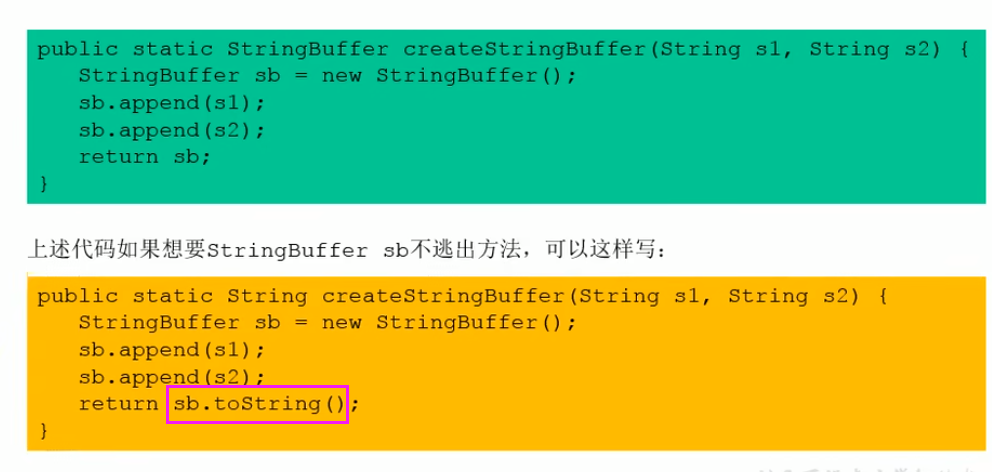 public static StringBuffer createStringBuffer(String s1, String s2) {
StringBuffer sb = new StringBuffer();
sb.append(s1);
sb.append(s2);
return sb;
}
上述代码如果想要StringBuffer sb不逃出方法，可以这样写：
public static String createStringBuffer(String s1, String s2) {
StringBuffer sb = new StringBuffer();
sb.append(s1);
sb.append(s2);
return sb.toString();
}